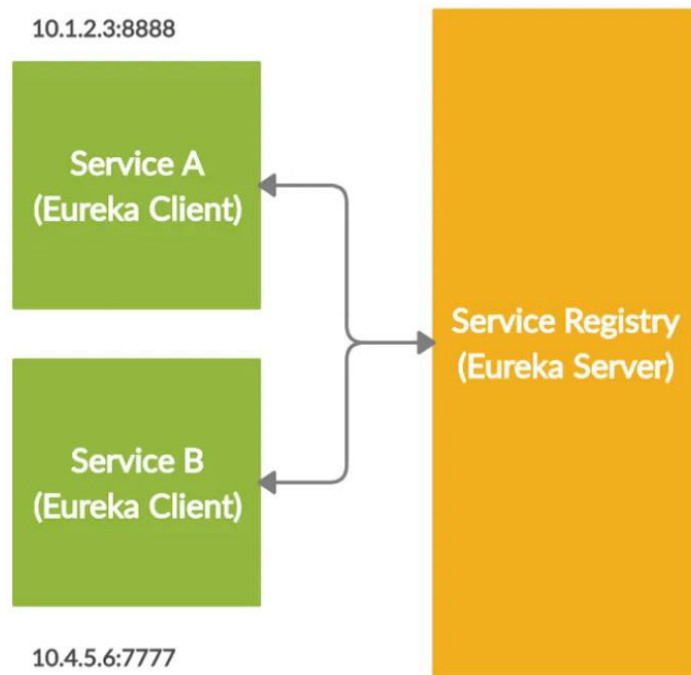 10.1.2.3:8888
Service A
(Eureka Client)
Service B
(Eureka Client)
10.4.5.6:7777
Service Registry
(Eureka Server)